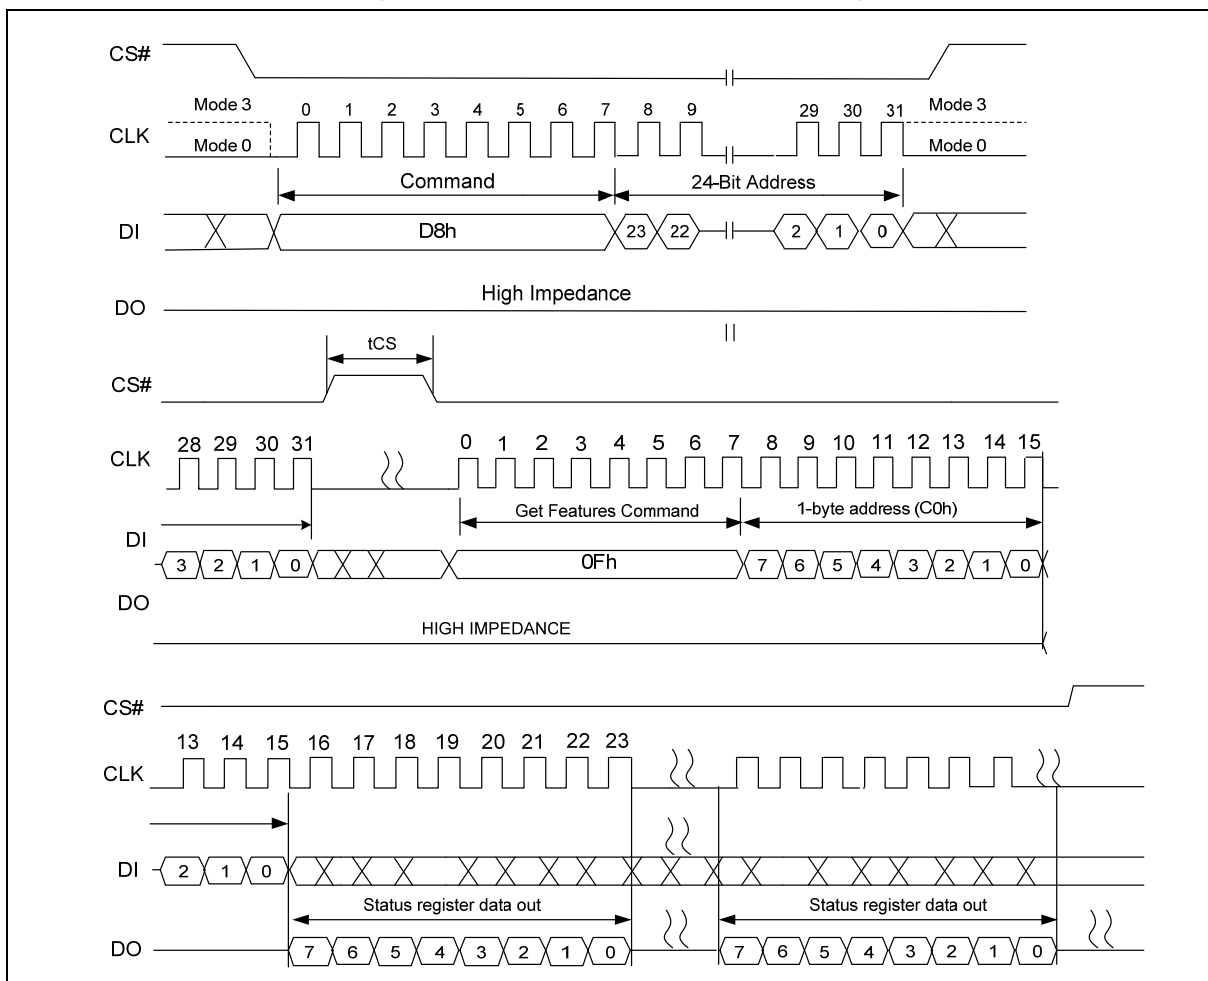 CS#
Mode 3 0 1 2 3 4 5 6 7 8 9 29 30 31 Mode 3
CLK
Mode 0 Mode 0
Command 24-Bit Address
DI D8h 23 22 2 1 0
High Impedance
DO
tCS
CS#
28 29 30 31 0 1 2 3 4 5 6 7 8 9 10 11 12 13 14 15
CLK
Get Features Command 1-byte address (C0h)
DI
3 2 1 0 0Fh 7 6 5 4 3 2 1 0
DO
HIGH IMPEDANCE
CS#
13 14 15 16 17 18 19 20 21 22 23
CLK
DI 2 1 0
Status register data out Status register data out
DO 7 6 5 4 3 2 1 0 7 6 5 4 3 2 1 0